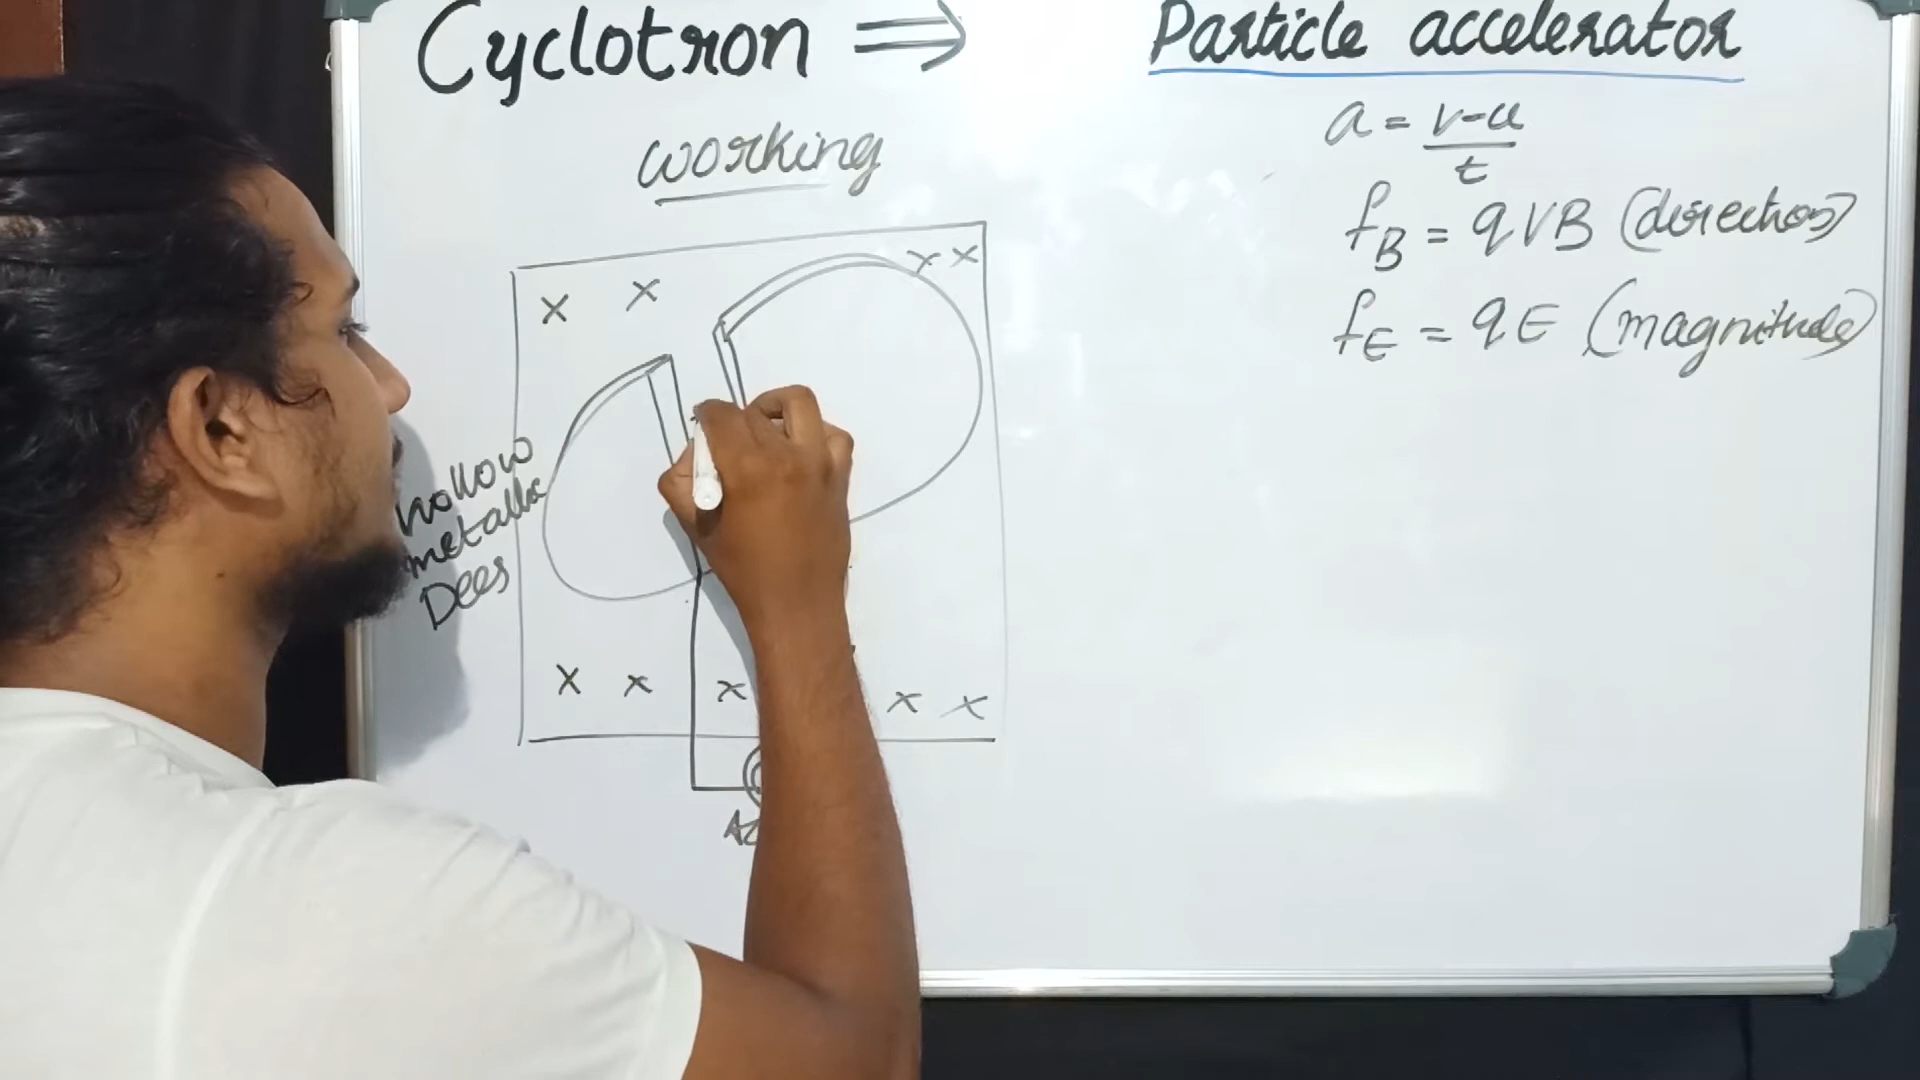 Cyclotron ⇒ Particle accelerator
working
a = v-u
t
fB = qVB (direction)
fE = qE (magnitude)
x x
x x
Hollow
metallic
Dees
x x x x x